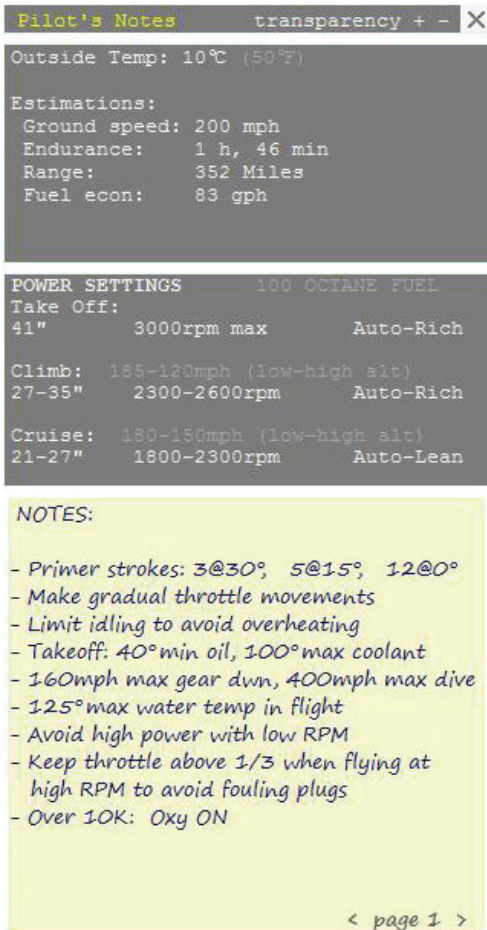 Pilot's Notes transparency + - X
Outside Temp: 10℃ (50℉)
Estimations:
Ground speed: 200 mph
Endurance: 1 h, 46 min
Range: 352 Miles
Fuel econ: 83 gph
POWER SETTINGS 100 OCTANE FUEL
Take Off:
41" 3000rpm max Auto-Rich
Climb: 185-120mph (low-high alt)
27-35" 2300-2600rpm Auto-Rich
Cruise: 180-150mph (low-high alt)
21-27" 1800-2300rpm Auto-Lean
NOTES:
- Primer strokes: 3@30°, 5@15°, 12@0°
- Make gradual throttle movements
- Limit idling to avoid overheating
- Takeoff: 40° min oil, 100° max coolant
- 160mph max gear dwn, 400mph max dive
- 125° max water temp in flight
- Avoid high power with low RPM
- Keep throttle above 1/3 when flying at
high RPM to avoid fouling plugs
- Over 10K: Oxy ON
< page 1 >